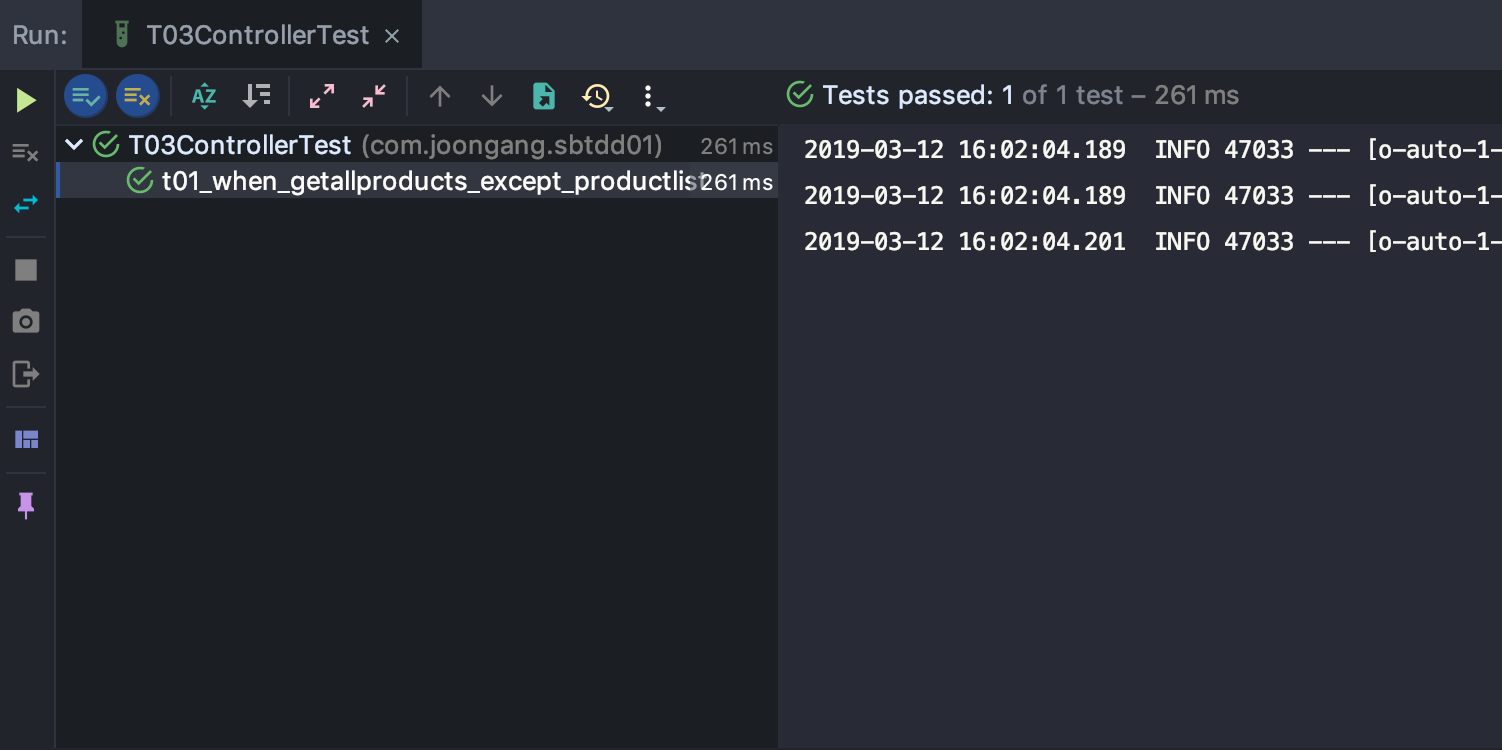 Run: T03ControllerTest ×
AZ
Tests passed: 1 of 1 test – 261 ms
T03ControllerTest (com.joongang.sbtdd01) 261 ms
t01_when_getallproducts_except_productlist 261 ms
2019-03-12 16:02:04.189 INFO 47033 --- [o-auto-1-
2019-03-12 16:02:04.189 INFO 47033 --- [o-auto-1-
2019-03-12 16:02:04.201 INFO 47033 --- [o-auto-1-